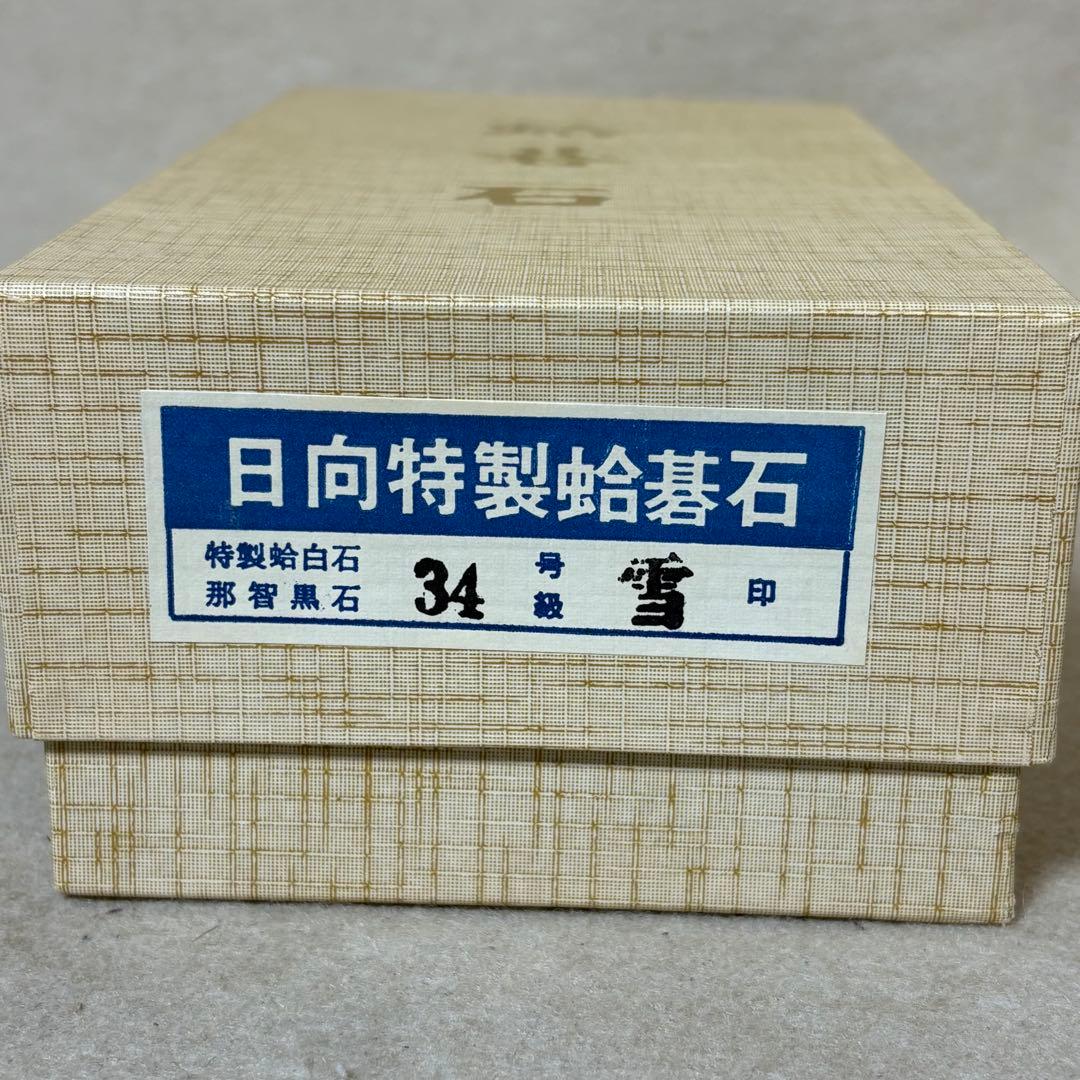 石
日向特製蛤碁石
特製蛤白石
那智黒石
34 号級 雪 印